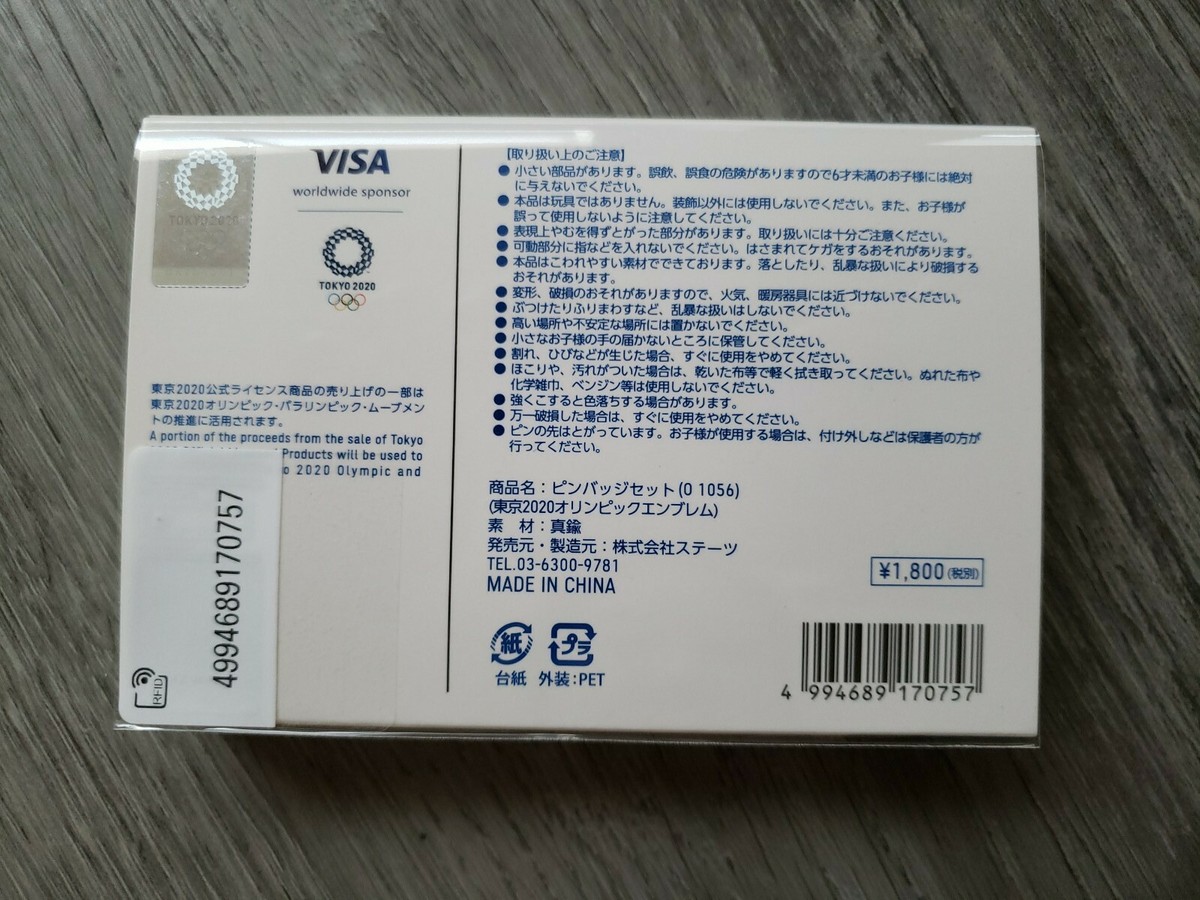 TOKYO 2020
VISA
worldwide sponsor
TOKYO 2020
東京2020公式ライセンス商品の売り上げの一部は
東京2020オリンピック・パラリンピック・ムーブメン
トの推進に活用されます。
A portion of the proceeds from the sale of Tokyo
Products will be used to
2020 Olympic and
4994689170757
RFID
【取り扱い上のご注意】
●小さい部品があります。誤飲、誤食の危険がありますので6才未満のお子様には絶対
に与えないでください。
●本品は玩具ではありません。装飾以外には使用しないでください。また、お子様が
誤って使用しないように注意してください。
●表現上やむを得ずとがった部分があります。取り扱いには十分ご注意ください。
●可動部分に指などを入れないでください。はさまれてケガをするおそれがあります。
●本品はこわれやすい素材でできております。落としたり、乱暴な扱いにより破損する
おそれがあります。
●変形、破損のおそれがありますので、火気、暖房器具には近づけないでください。
●ぶつけたりふりまわすなど、乱暴な扱いはしないでください。
●高い場所や不安定な場所には置かないでください。
●小さなお子様の手の届かないところに保管してください。
●割れ、ひびなどが生じた場合、すぐに使用をやめてください。
●ほこりや、汚れがついた場合は、乾いた布等で軽く拭き取ってください。ぬれた布や
化学雑巾、ベンジン等は使用しないでください。
●強くこすると色落ちする場合があります。
●万一破損した場合は、すぐに使用をやめてください。
●ピンの先はとがっています。お子様が使用する場合は、付け外しなどは保護者の方が
行ってください。
商品名：ピンバッジセット(O 1056)
(東京2020オリンピックエンブレム)
素　材：真鍮
発売元・製造元：株式会社ステーツ
TEL.03-6300-9781
MADE IN CHINA
¥1,800(税別)
紙 プラ
台紙 外装：PET
4 994689 170757